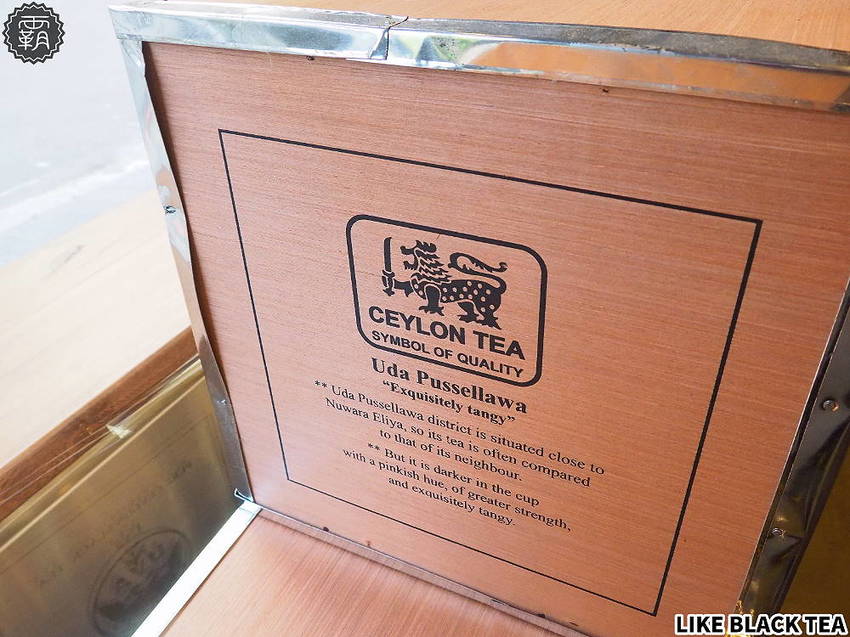 霸
CEYLON TEA
SYMBOL OF QUALITY
Uda Pussellawa
“Exquisitely tangy”
** Uda Pussellawa district is situated close to
Nuwara Eliya, so its tea is often compared
to that of its neighbour.
** But it is darker in the cup
with a pinkish hue, of greater strength,
and exquisitely tangy.
LIKE BLACK TEA